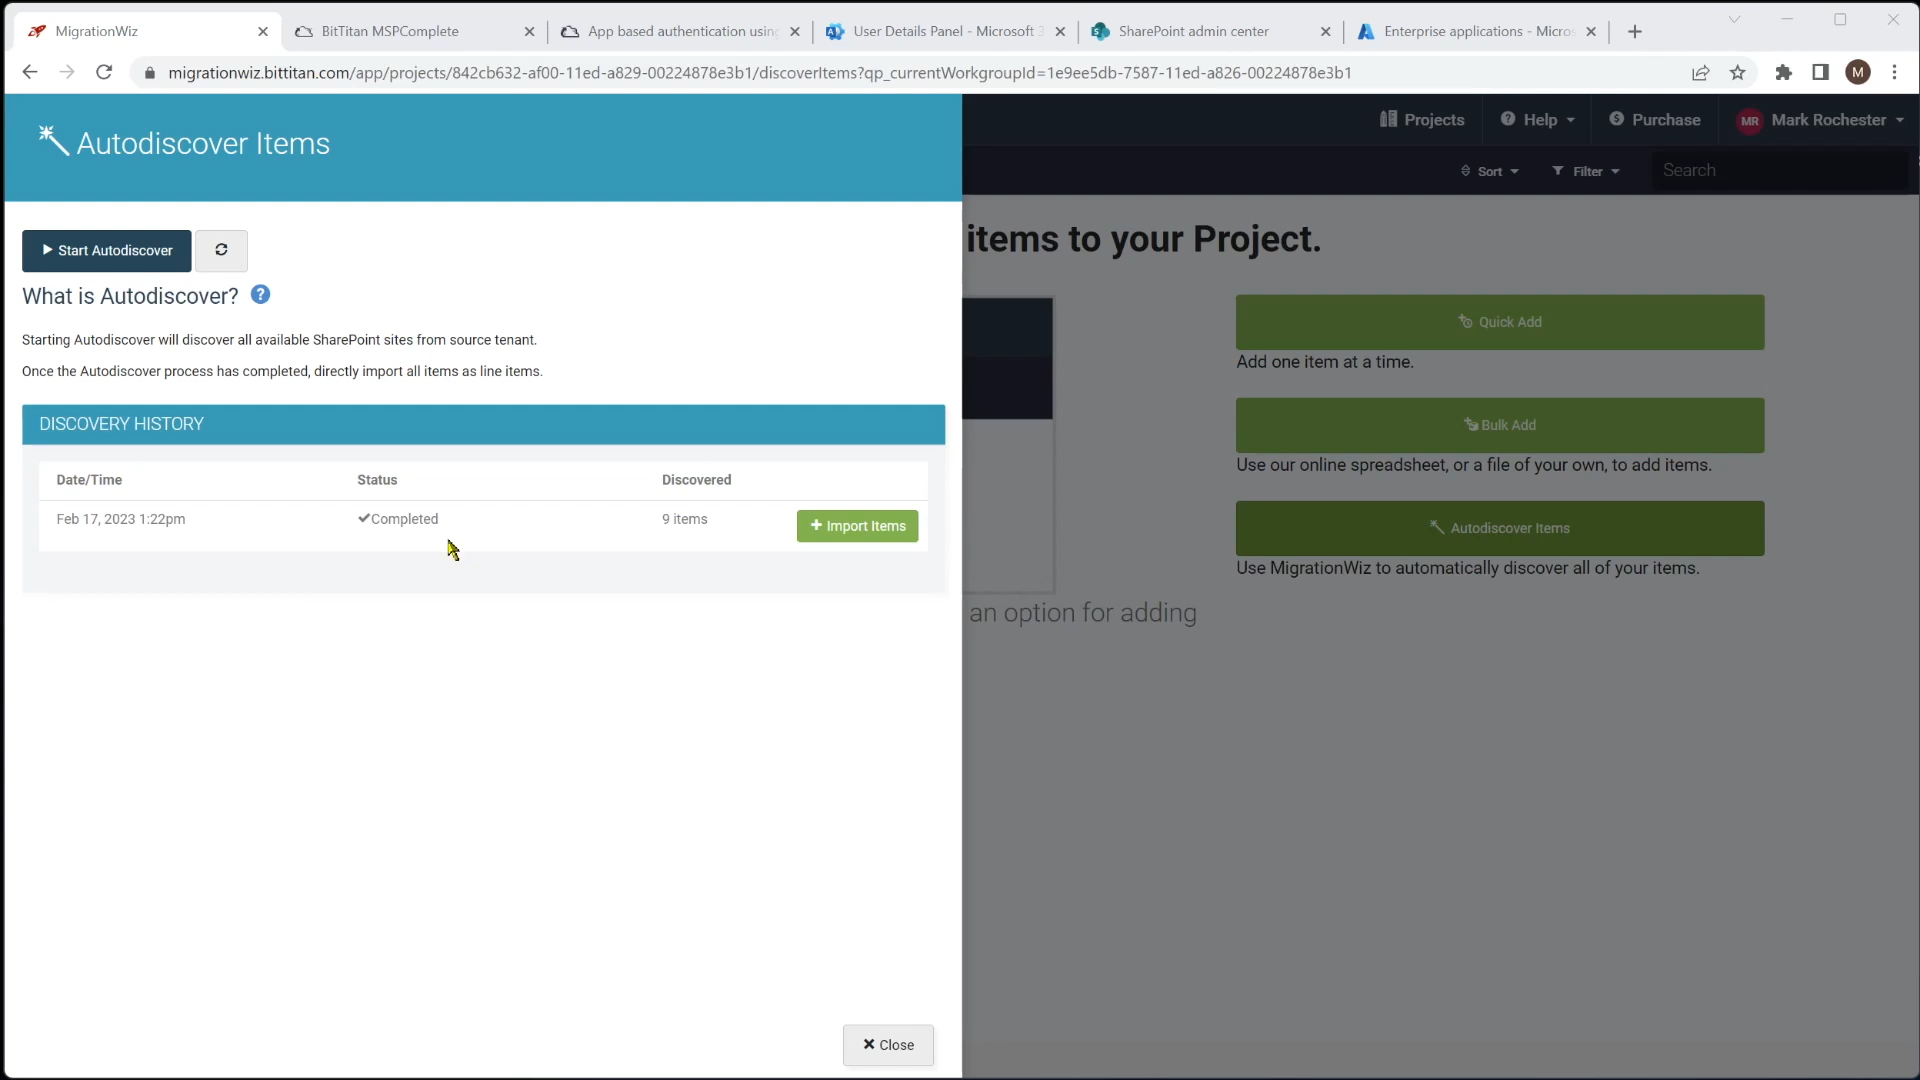 MigrationWiz
BitTitan MSPComplete
App based authentication using
User Details Panel - Microsoft 3
SharePoint admin center
Enterprise applications - Micros
migrationwiz.bittitan.com/app/projects/842cb632-af00-11ed-a829-00224878e3b1/discoverItems?qp_currentWorkgroupId=1e9ee5db-7587-11ed-a826-00224878e3b1
M
Autodiscover Items
Projects
Help
Purchase
MR Mark Rochester
Sort
Filter
Search
Start Autodiscover
What is Autodiscover? ?
Starting Autodiscover will discover all available SharePoint sites from source tenant.
Once the Autodiscover process has completed, directly import all items as line items.
DISCOVERY HISTORY
Date/Time Status Discovered
Feb 17, 2023 1:22pm ✔Completed 9 items + Import Items
✖ Close
items to your Project.
Quick Add
Add one item at a time.
Bulk Add
Use our online spreadsheet, or a file of your own, to add items.
Autodiscover Items
Use MigrationWiz to automatically discover all of your items.
an option for adding